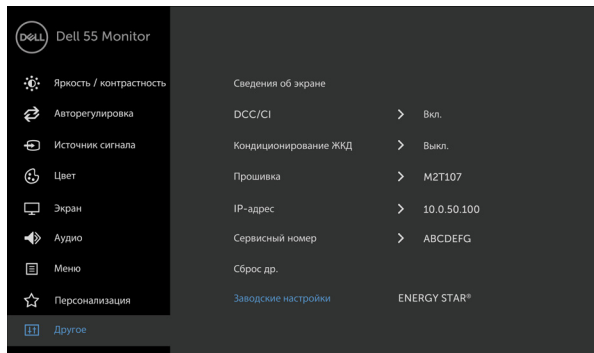 DELL
Dell 55 Monitor
Яркость / контрастность
Авторегулировка
Источник сигнала
Цвет
Экран
Аудио
Меню
Персонализация
Другое
Сведения об экране
DCC/CI > Вкл.
Кондиционирование ЖКД > Выкл.
Прошивка > M2T107
IP-адрес > 10.0.50.100
Сервисный номер > ABCDEFG
Сброс др.
Заводские настройки ENERGY STAR®